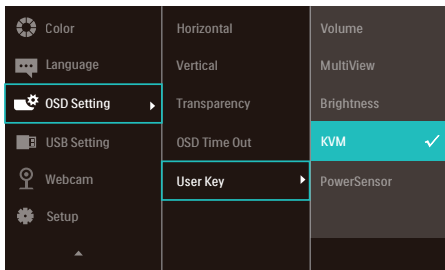 Color
Language
OSD Setting
USB Setting
Webcam
Setup
Horizontal
Vertical
Transparency
OSD Time Out
User Key
Volume
MultiView
Brightness
KVM
PowerSensor